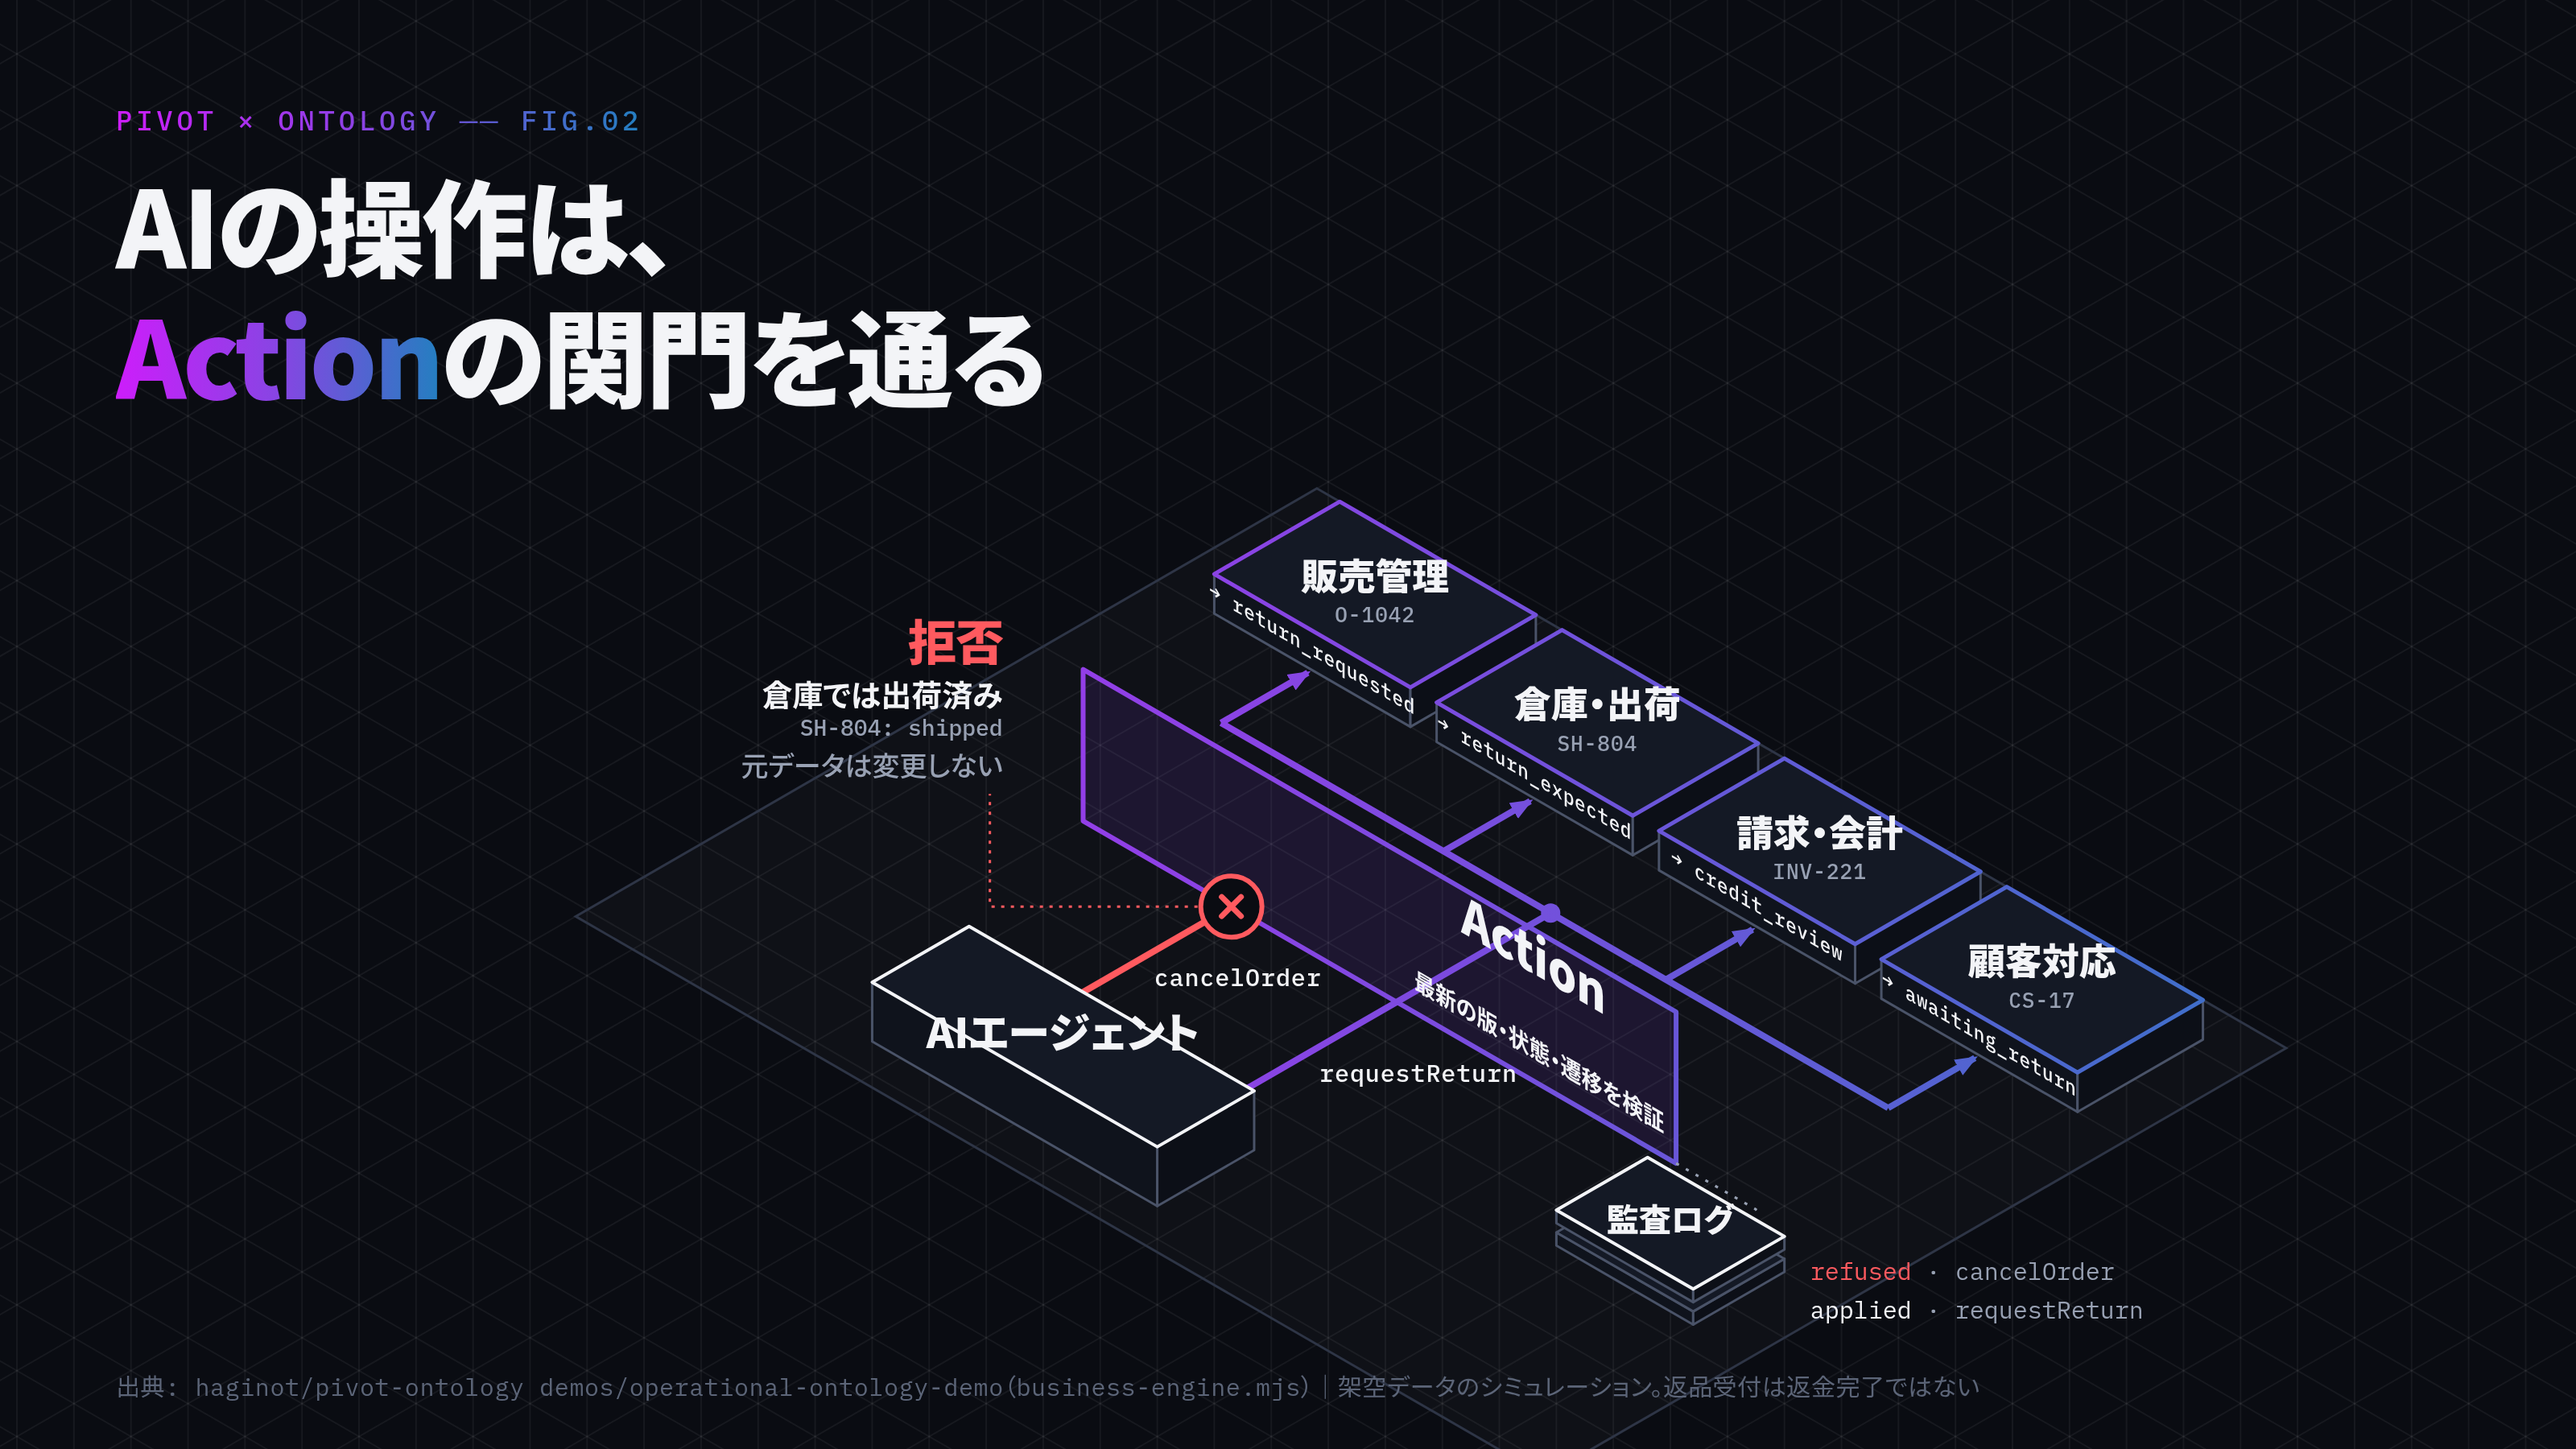 PIVOT × ONTOLOGY —— FIG.02
AIの操作は、
Actionの関門を通る
販売管理
O-1042
→ return_requested
倉庫・出荷
SH-804
→ return_expected
請求・会計
INV-221
→ credit_review
顧客対応
CS-17
→ awaiting_return
拒否
倉庫では出荷済み
SH-804: shipped
元データは変更しない
Action
最新の版・状態・遷移を検証
cancelOrder
AIエージェント
requestReturn
監査ログ
refused · cancelOrder
applied · requestReturn
出典: haginot/pivot-ontology demos/operational-ontology-demo（business-engine.mjs）｜架空データのシミュレーション。返品受付は返金完了ではない